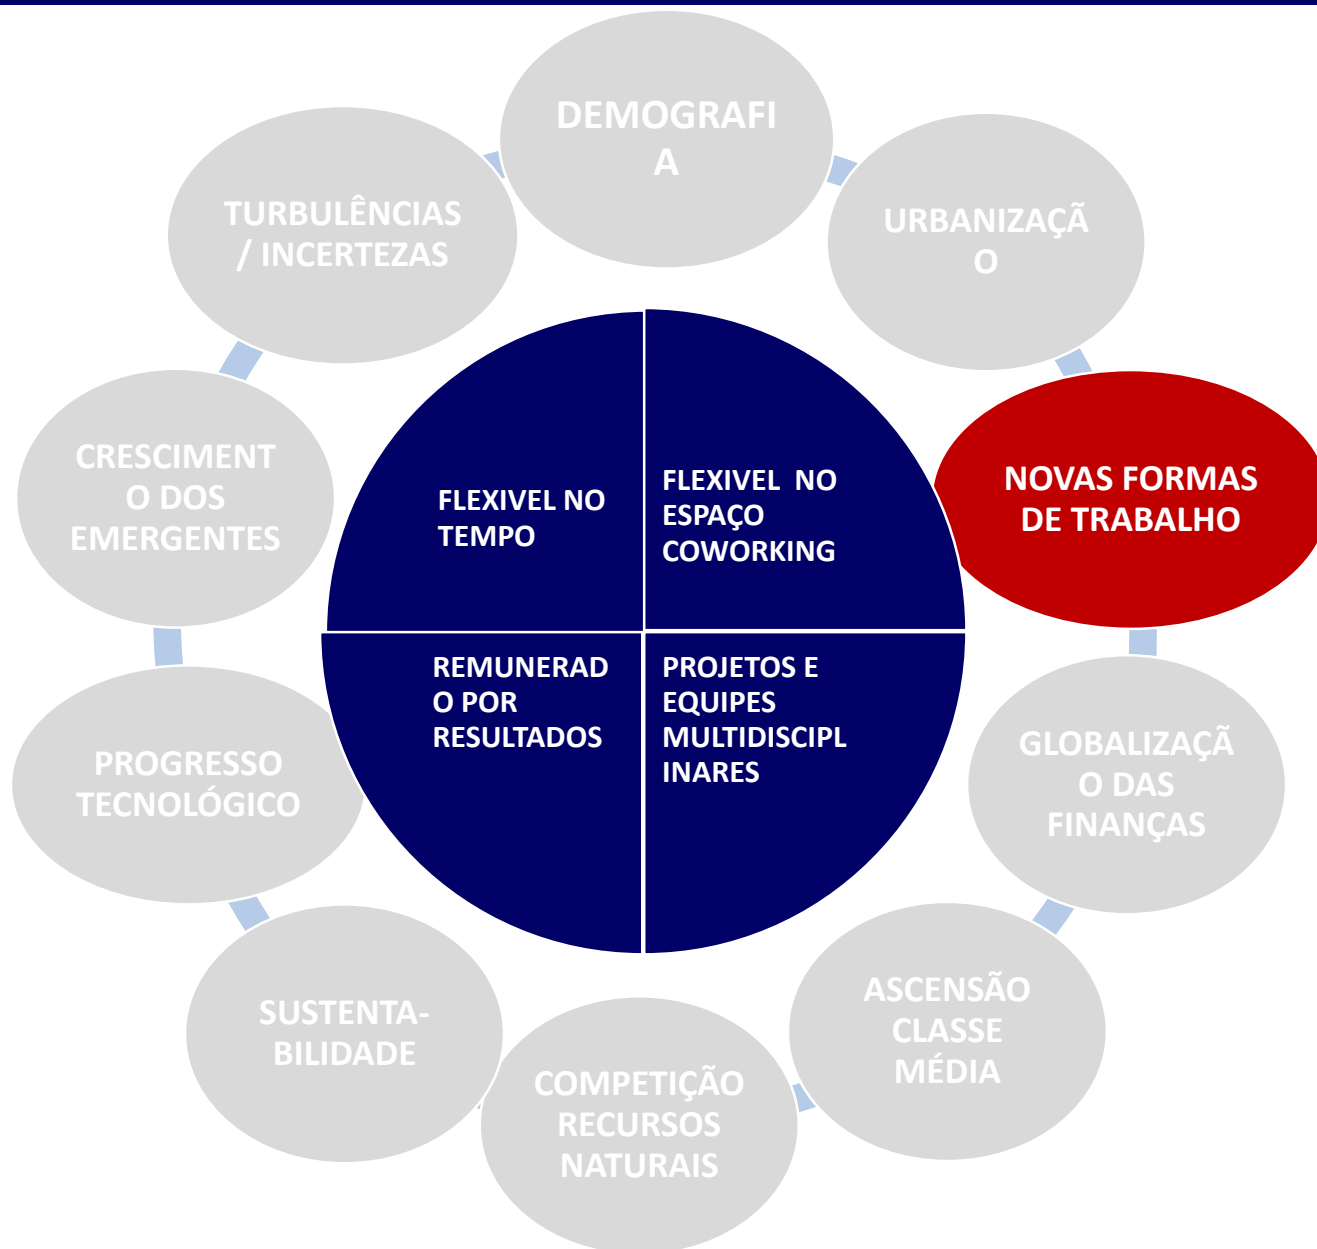 DEMOGRAFI
A
URBANIZAÇÃ
O
NOVAS FORMAS
DE TRABALHO
GLOBALIZAÇÃ
O DAS
FINANÇAS
ASCENSÃO
CLASSE
MÉDIA
COMPETIÇÃO
RECURSOS
NATURAIS
SUSTENTA-
BILIDADE
PROGRESSO
TECNOLÓGICO
CRESCIMENT
O DOS
EMERGENTES
TURBULÊNCIAS
/ INCERTEZAS
FLEXIVEL NO
TEMPO
FLEXIVEL  NO
ESPAÇO
COWORKING
REMUNERAD
O POR
RESULTADOS
PROJETOS E
EQUIPES
MULTIDISCIPL
INARES